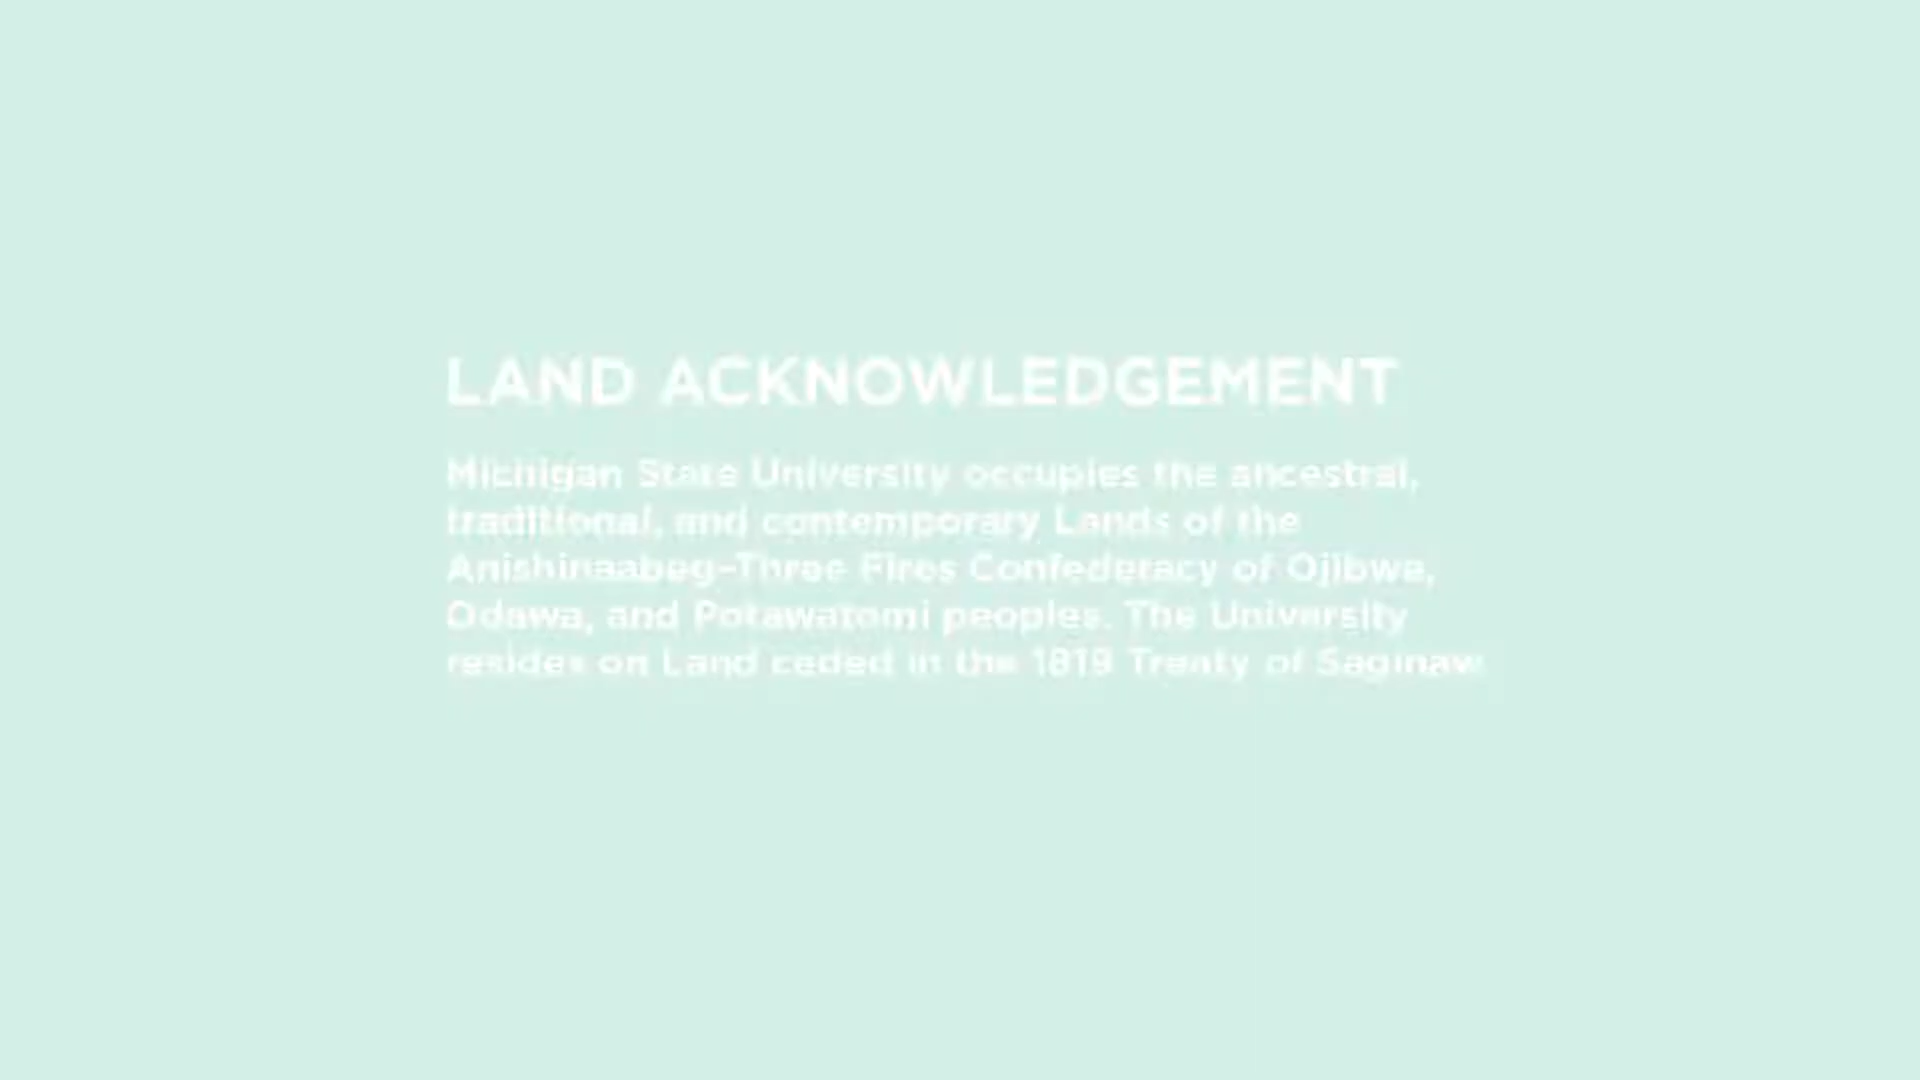 LAND ACKNOWLEDGEMENT
Michigan State University occupies the ancestral,
traditional, and contemporary Lands of the
Anishinaabeg–Three Fires Confederacy of Ojibwe,
Odawa, and Potawatomi peoples. The University
resides on Land ceded in the 1819 Treaty of Saginaw.